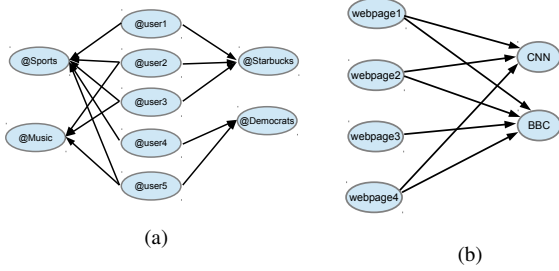 @user1
@Sports
@user2
@Starbucks
@user3
@Music
@user4
@Democrats
@user5
(a)
webpage1
CNN
webpage2
BBC
webpage3
webpage4
(b)